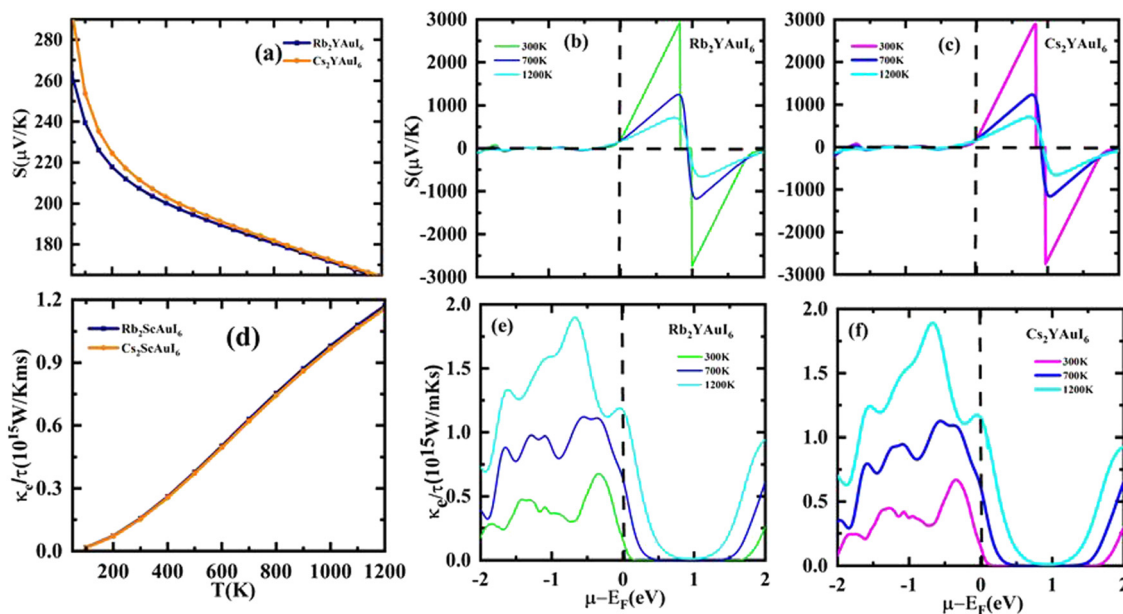 280
260
240
220
200
180
S(μV/K)
(a)
Rb2YAuI6
Cs2YAuI6
3000
2000
1000
0
-1000
-2000
-3000
S(μV/K)
(b)
Rb2YAuI6
300K
700K
1200K
3000
2000
1000
0
-1000
-2000
-3000
(c)
Cs2YAuI6
300K
700K
1200K
1.2
0.9
0.6
0.3
0.0
κe/τ(10^15W/Kms)
Rb2ScAuI6
Cs2ScAuI6
(d)
200 400 600 800 1000 1200
T(K)
2.0
1.5
1.0
0.5
0.0
κe/τ(10^15W/mKs)
(e)
Rb2YAuI6
300K
700K
1200K
-2 -1 0 1 2
μ−EF(eV)
2.0
1.5
1.0
0.5
0.0
(f)
Cs2YAuI6
300K
700K
1200K
-2 -1 0 1 2
μ−EF(eV)